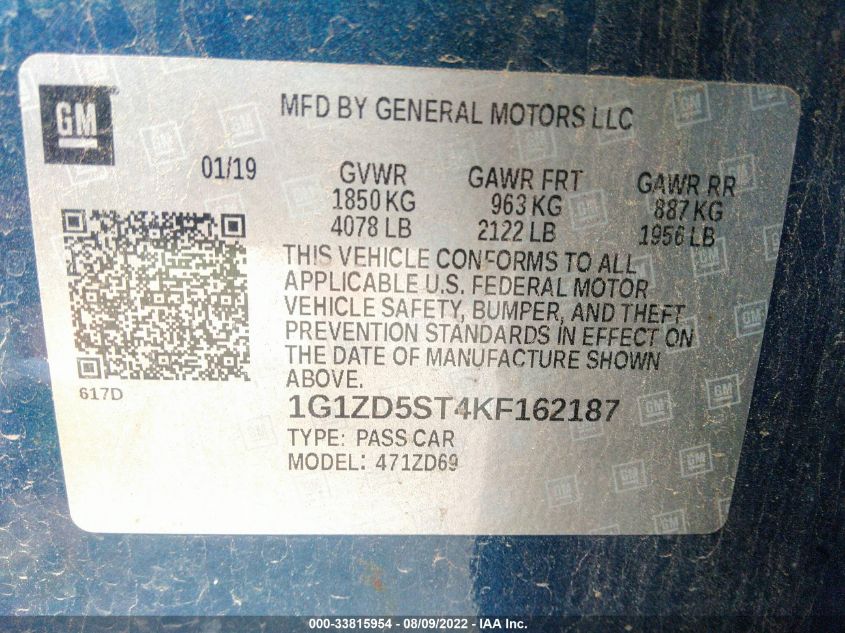 GM
MFD BY GENERAL MOTORS LLC
01/19
GVWR
1850 KG
4078 LB
GAWR FRT
963 KG
2122 LB
GAWR RR
887 KG
1956 LB
THIS VEHICLE CONFORMS TO ALL
APPLICABLE U.S. FEDERAL MOTOR
VEHICLE SAFETY, BUMPER, AND THEFT
PREVENTION STANDARDS IN EFFECT ON
THE DATE OF MANUFACTURE SHOWN
ABOVE.
617D
1G1ZD5ST4KF162187
TYPE: PASS CAR
MODEL: 471ZD69
000-33815954 - 08/09/2022 - IAA Inc.